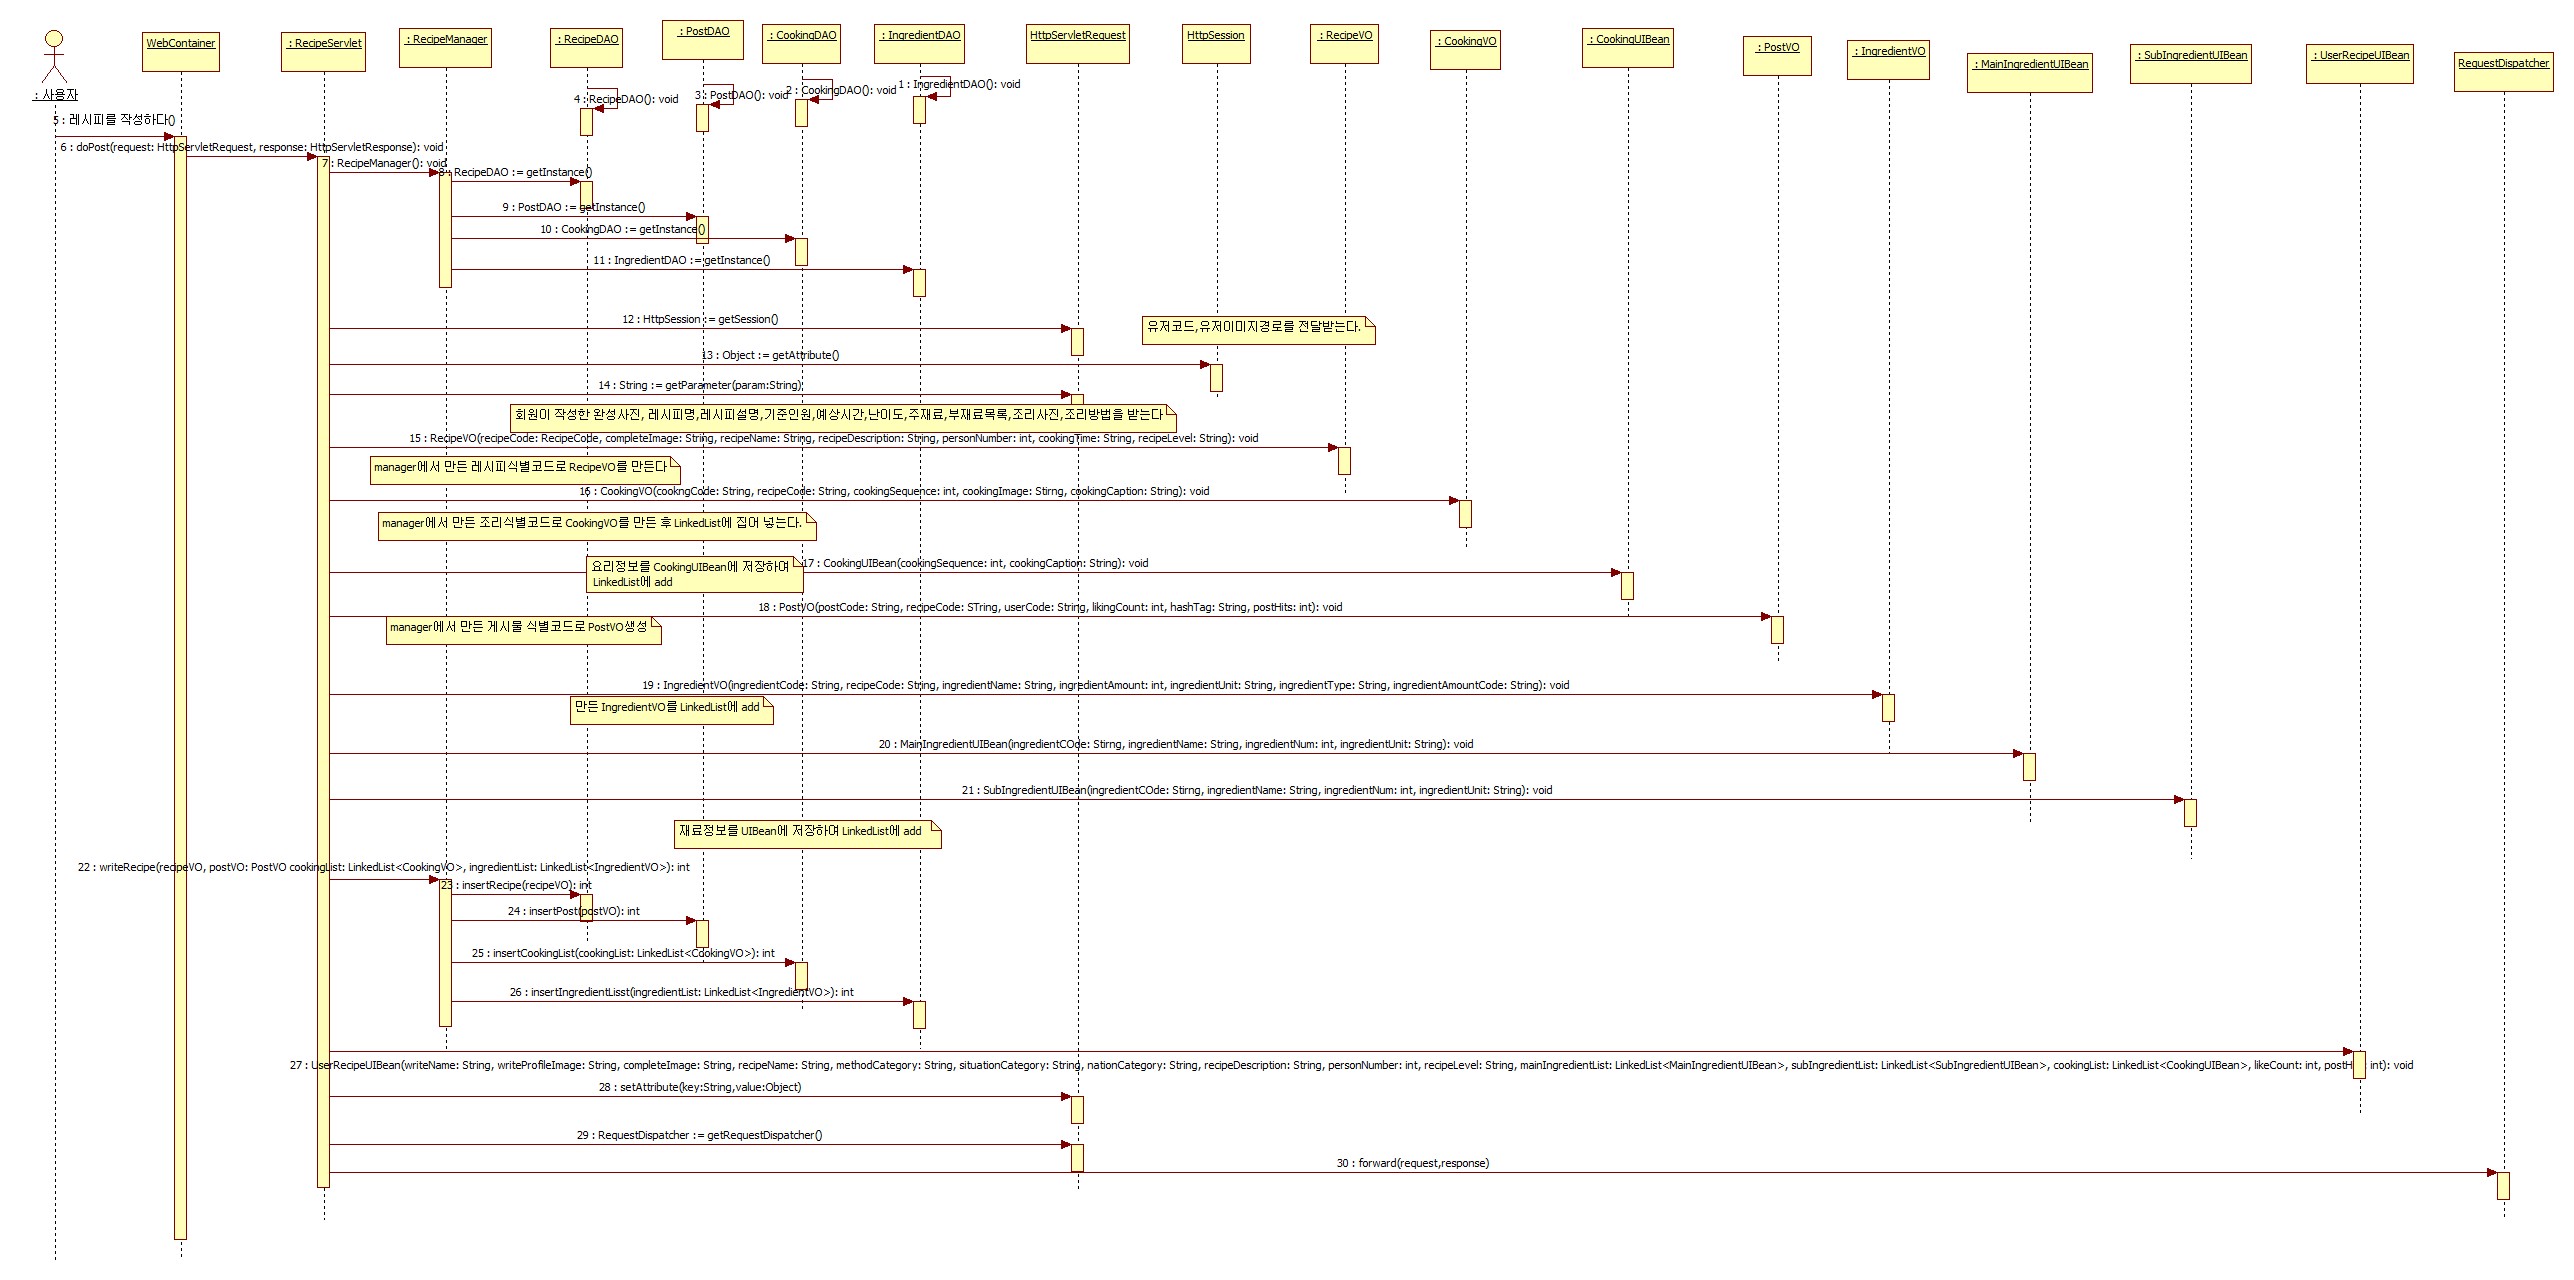 : 사용자
WebContainer
: RecipeServlet
: RecipeManager
: RecipeDAO
: PostDAO
: CookingDAO
: IngredientDAO
HttpServletRequest
HttpSession
: RecipeVO
: CookingVO
: CookingUIBean
: PostVO
: IngredientVO
: MainIngredientUIBean
: SubIngredientUIBean
: UserRecipeUIBean
RequestDispatcher
1 : IngredientDAO(): void
2 : CookingDAO(): void
3 : PostDAO(): void
4 : RecipeDAO(): void
5 : 레시피를 작성하다()
6 : doPost(request: HttpServletRequest, response: HttpServletResponse): void
7 : RecipeManager(): void
8 : RecipeDAO := getInstance()
9 : PostDAO := getInstance()
10 : CookingDAO := getInstance()
11 : IngredientDAO := getInstance()
12 : HttpSession := getSession()
유저코드,유저이미지경로를 전달받는다.
13 : Object := getAttribute()
14 : String := getParameter(param:String)
회원이 작성한 완성사진, 레시피명,레시피설명,기준인원,예상시간,난이도,주재료,부재료목록,조리사진,조리방법을 받는다
15 : RecipeVO(recipeCode: RecipeCode, completeImage: String, recipeName: String, recipeDescription: String, personNumber: int, cookingTime: String, recipeLevel: String): void
manager에서 만든 레시피식별코드로 RecipeVO를 만든다
16 : CookingVO(cookngCode: String, recipeCode: String, cookingSequence: int, cookingImage: Stirng, cookingCaption: String): void
manager에서 만든 조리식별코드로 CookingVO를 만든 후 LinkedList에 집어 넣는다.
17 : CookingUIBean(cookingSequence: int, cookingCaption: String): void
요리정보를 CookingUIBean에 저장하여
LinkedList에 add
18 : PostVO(postCode: String, recipeCode: STring, userCode: String, likingCount: int, hashTag: String, postHits: int): void
manager에서 만든 게시물 식별코드로 PostVO생성
19 : IngredientVO(ingredientCode: String, recipeCode: String, ingredientName: String, ingredientAmount: int, ingredientUnit: String, ingredientType: String, ingredientAmountCode: String): void
만든 IngredientVO를 LinkedList에 add
20 : MainIngredientUIBean(ingredientCOde: Stirng, ingredientName: String, ingredientNum: int, ingredientUnit: String): void
21 : SubIngredientUIBean(ingredientCOde: Stirng, ingredientName: String, ingredientNum: int, ingredientUnit: String): void
재료정보를 UIBean에 저장하여 LinkedList에 add
22 : writeRecipe(recipeVO, postVO: PostVO cookingList: LinkedList<CookingVO>, ingredientList: LinkedList<IngredientVO>): int
23 : insertRecipe(recipeVO): int
24 : insertPost(postVO): int
25 : insertCookingList(cookingList: LinkedList<CookingVO>): int
26 : insertIngredientLisst(ingredientList: LinkedList<IngredientVO>): int
27 : UserRecipeUIBean(writeName: String, writeProfileImage: String, completeImage: String, recipeName: String, methodCategory: String, situationCategory: String, nationCategory: String, recipeDescription: String, personNumber: int, recipeLevel: String, mainIngredientList: LinkedList<MainIngredientUIBean>, subIngredientList: LinkedList<SubIngredientUIBean>, cookingList: LinkedList<CookingUIBean>, likeCount: int, int): void
28 : setAttribute(key:String,value:Object)
29 : RequestDispatcher := getRequestDispatcher()
30 : forward(request,response)